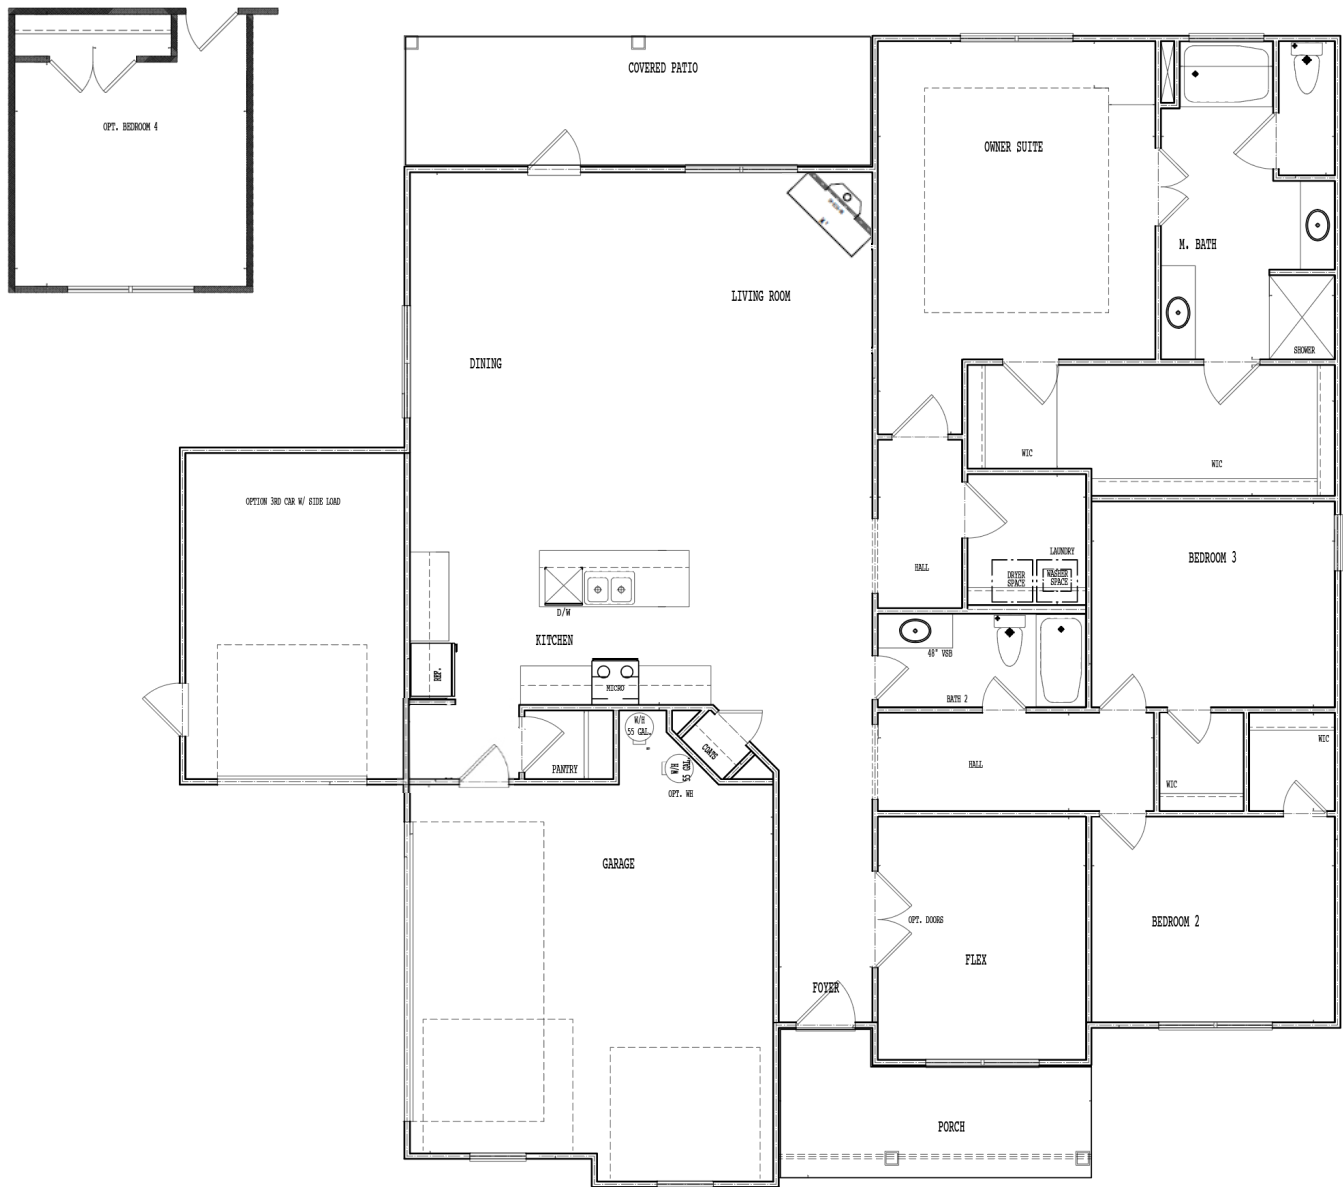 OPT. BEDROOM 4
COVERED PATIO
OWNER SUITE
M. BATH
LIVING ROOM
DINING
SHOWER
WIC
WIC
OPTION 3RD CAR W/ SIDE LOAD
LAUNDRY
BEDROOM 3
HALL
DRYER
SPACE
WASHER
SPACE
D/W
KITCHEN
48" VSB
REF.
MICRO
BATH 2
W/H
55 GAL.
COATS
WIC
PANTRY
W/H
55 GAL.
HALL
WIC
OPT. WH
GARAGE
OPT. DOORS
BEDROOM 2
FLEX
FOYER
PORCH